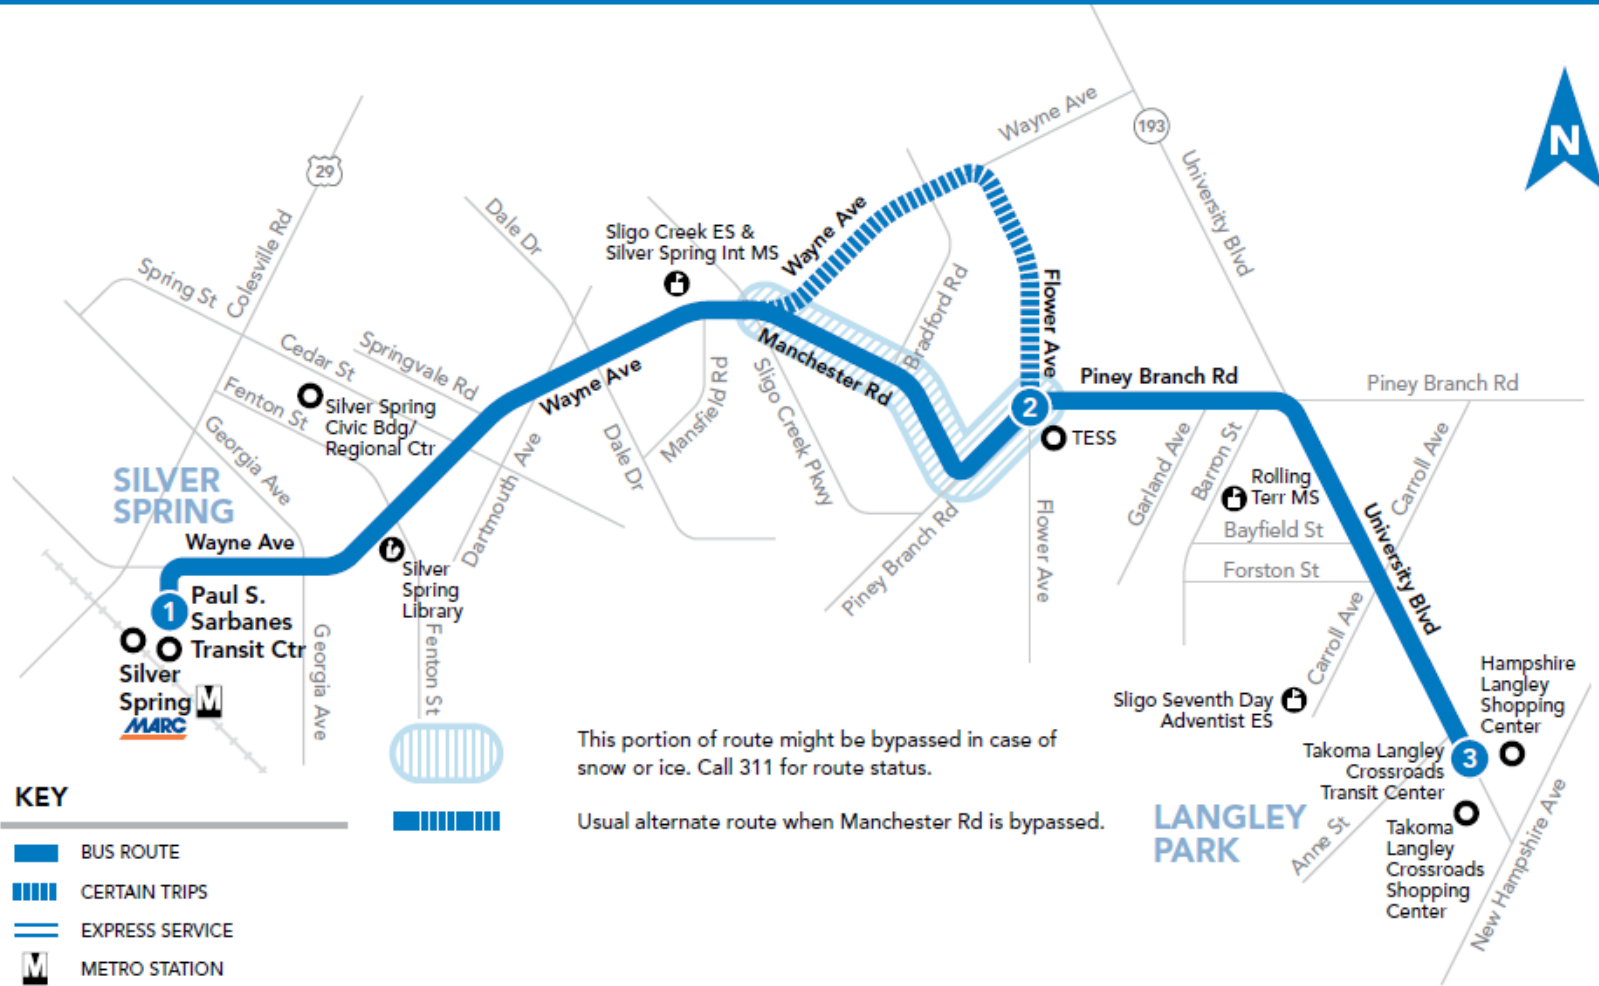 29
Colesville Rd
Spring St
Cedar St
Springvale Rd
Fenton St
Georgia Ave
Silver Spring
Civic Bdg/
Regional Ctr
SILVER
SPRING
Wayne Ave
1
Paul S.
Sarbanes
Transit Ctr
Silver
Spring
M
MARC
Georgia Ave
Silver
Spring
Library
Fenton St
Dartmouth Ave
Dale Dr
Dale Dr
Wayne Ave
Sligo Creek ES &
Silver Spring Int MS
Mansfield Rd
Sligo Creek Pkwy
Manchester Rd
Wayne Ave
Bradford Rd
Wayne Ave
193
University Blvd
N
Flower Ave
2
TESS
Piney Branch Rd
Piney Branch Rd
Piney Branch Rd
Flower Ave
Garland Ave
Barron St
Rolling
Terr MS
Bayfield St
Forston St
Carroll Ave
Carroll Ave
University Blvd
Sligo Seventh Day
Adventist ES
Hampshire
Langley
Shopping
Center
3
Takoma Langley
Crossroads
Transit Center
Takoma
Langley
Crossroads
Shopping
Center
Anne St
New Hampshire Ave
LANGLEY
PARK
This portion of route might be bypassed in case of
snow or ice. Call 311 for route status.
Usual alternate route when Manchester Rd is bypassed.
KEY
BUS ROUTE
CERTAIN TRIPS
EXPRESS SERVICE
M
METRO STATION